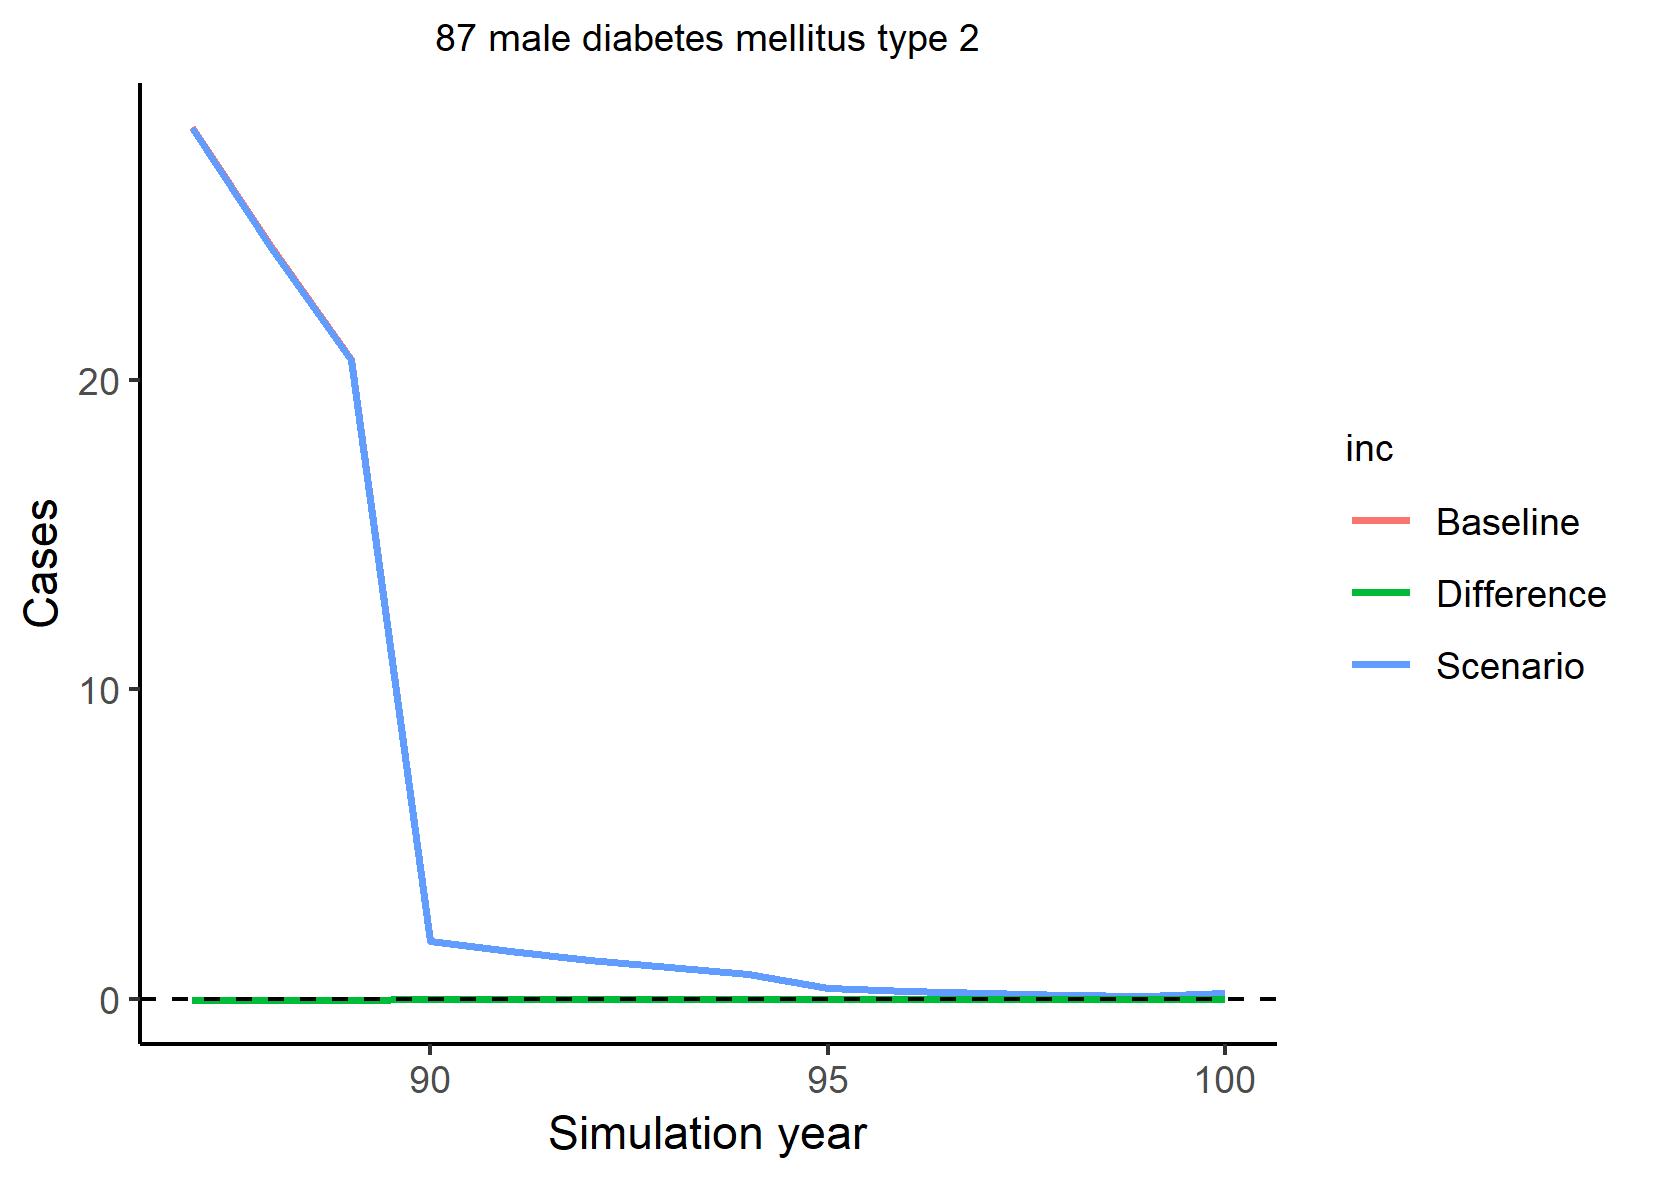 87 male diabetes mellitus type 2
Cases
20
10
0
90
95
100
Simulation year
inc
Baseline
Difference
Scenario